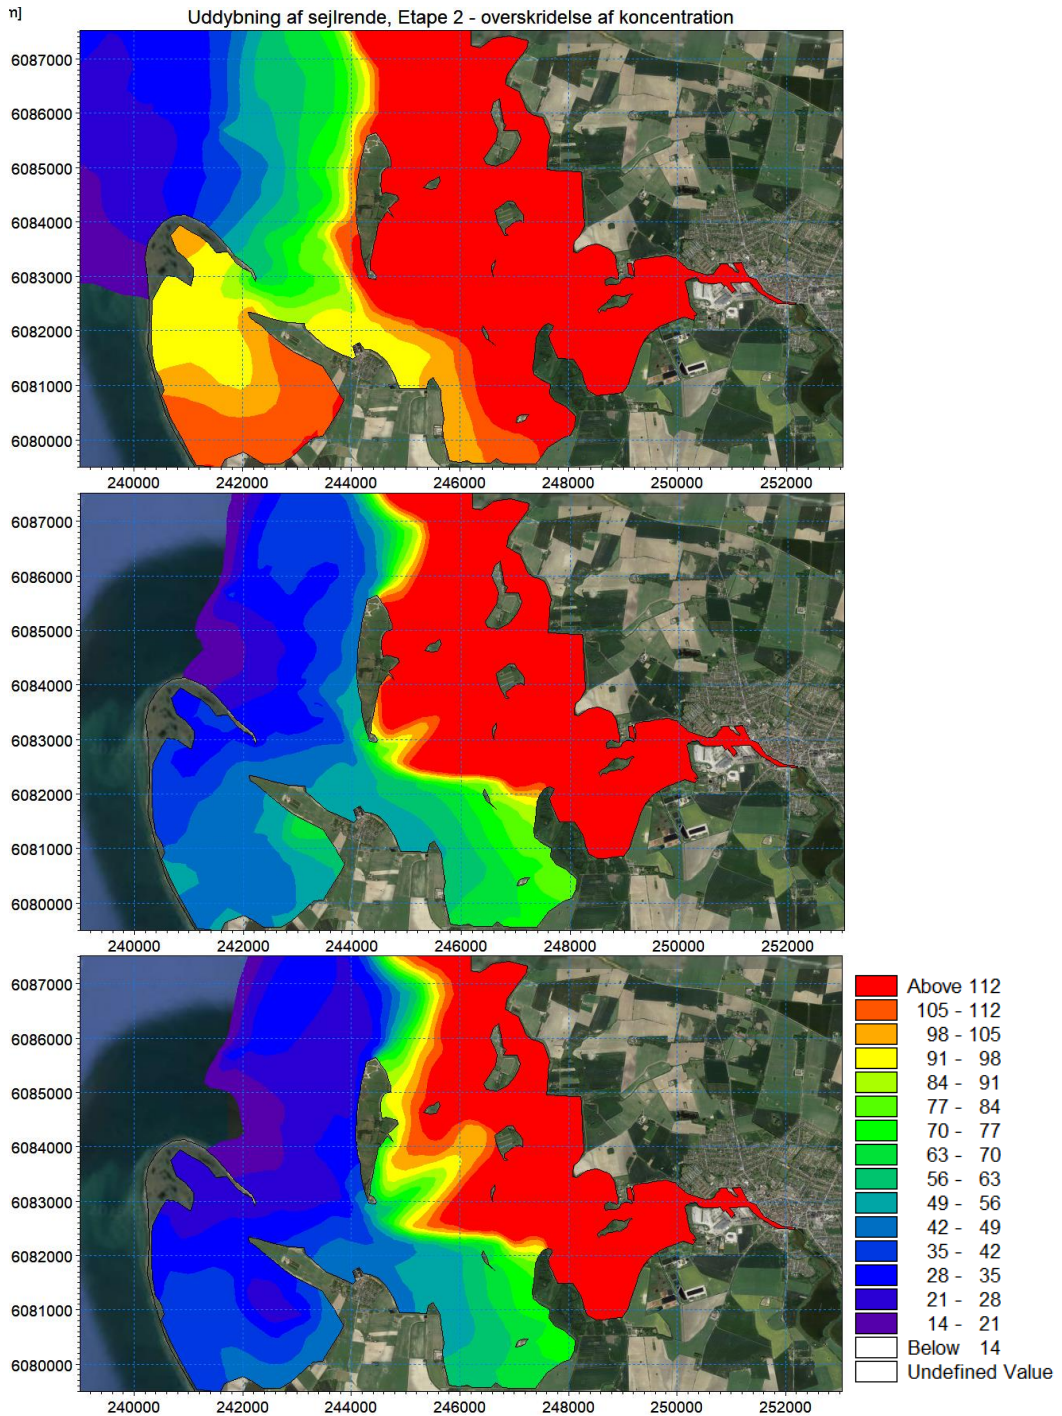 n]
Uddybning af sejlrende, Etape 2 - overskridelse af koncentration
6087000
6086000
6085000
6084000
6083000
6082000
6081000
6080000
240000 242000 244000 246000 248000 250000 252000
6087000
6086000
6085000
6084000
6083000
6082000
6081000
6080000
240000 242000 244000 246000 248000 250000 252000
6087000
6086000
6085000
6084000
6083000
6082000
6081000
6080000
240000 242000 244000 246000 248000 250000 252000
Above 112
105 - 112
98 - 105
91 - 98
84 - 91
77 - 84
70 - 77
63 - 70
56 - 63
49 - 56
42 - 49
35 - 42
28 - 35
21 - 28
14 - 21
Below 14
Undefined Value